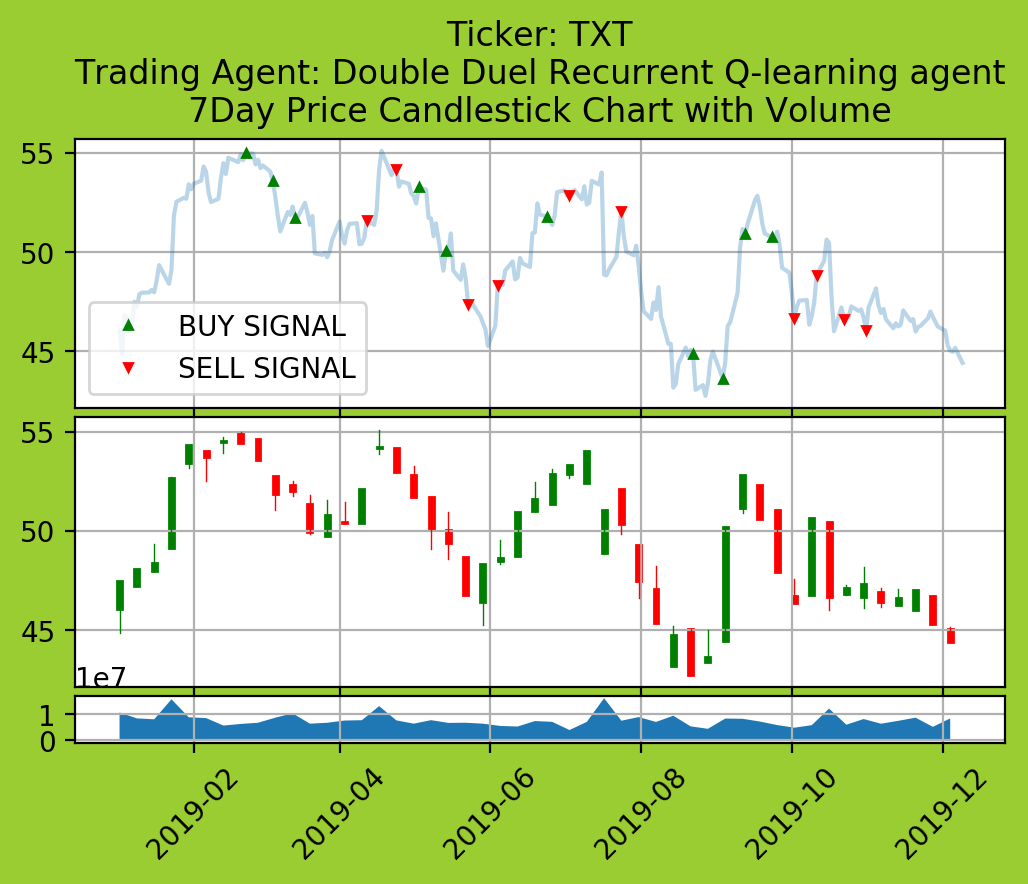 Ticker: TXT
Trading Agent: Double Duel Recurrent Q-learning agent
7Day Price Candlestick Chart with Volume
55
50
45
BUY SIGNAL
SELL SIGNAL
55
50
45
1e7
1
0
2019-02
2019-04
2019-06
2019-08
2019-10
2019-12